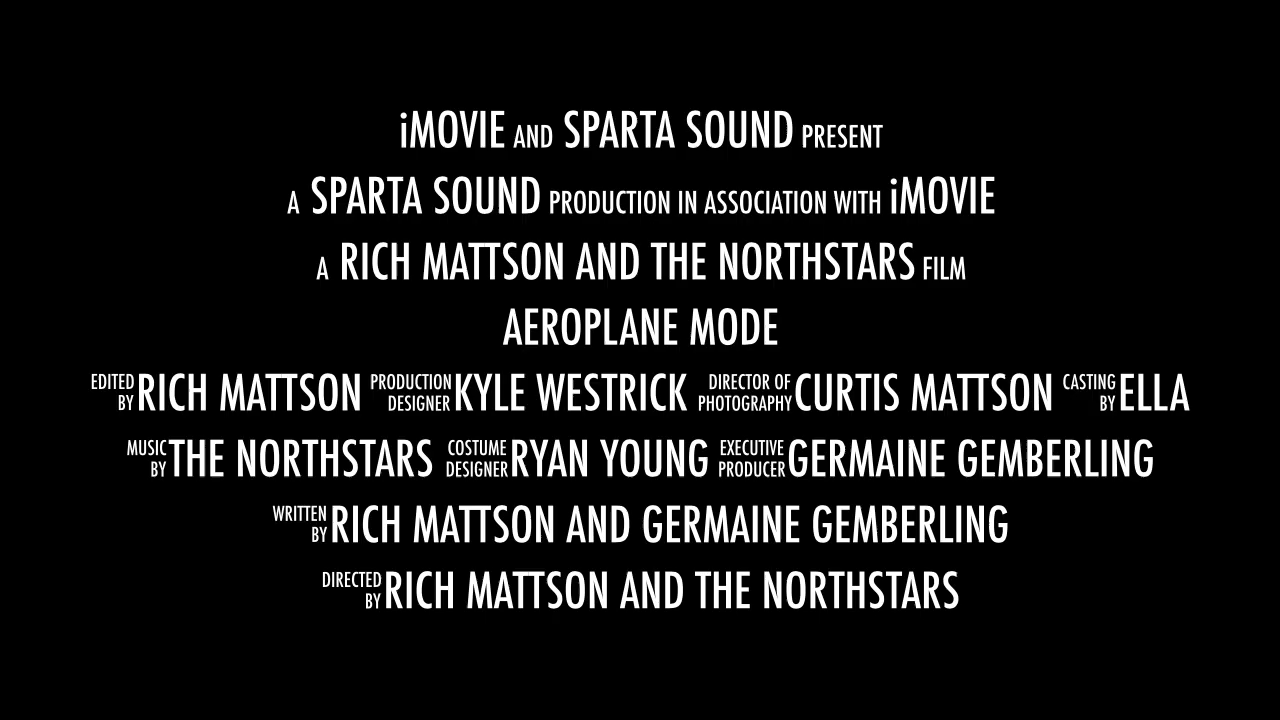 iMOVIE AND SPARTA SOUND PRESENT
A SPARTA SOUND PRODUCTION IN ASSOCIATION WITH iMOVIE
A RICH MATTSON AND THE NORTHSTARS FILM
AEROPLANE MODE
EDITED BY RICH MATTSON PRODUCTION DESIGNER KYLE WESTRICK DIRECTOR OF PHOTOGRAPHY CURTIS MATTSON CASTING BY ELLA
MUSIC BY THE NORTHSTARS COSTUME DESIGNER RYAN YOUNG EXECUTIVE PRODUCER GERMAINE GEMBERLING
WRITTEN BY RICH MATTSON AND GERMAINE GEMBERLING
DIRECTED BY RICH MATTSON AND THE NORTHSTARS